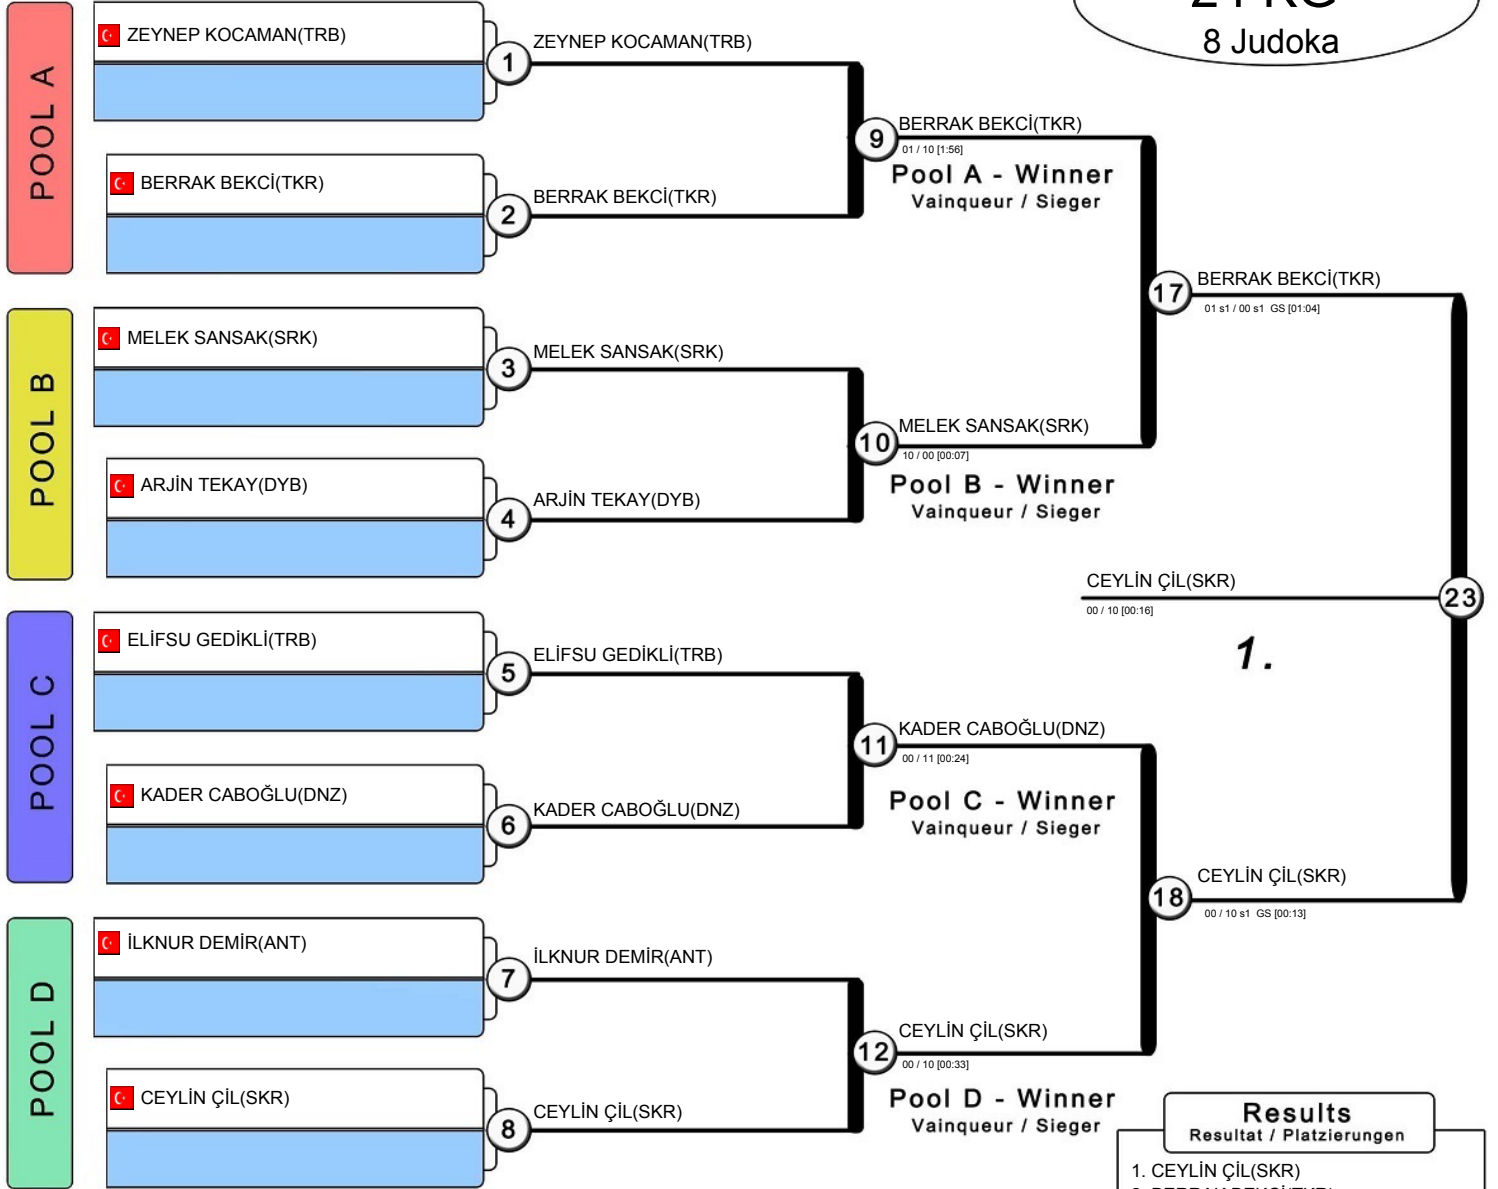 8 Judoka
POOL A
ZEYNEP KOCAMAN(TRB)
1
ZEYNEP KOCAMAN(TRB)
BERRAK BEKCİ(TKR)
2
BERRAK BEKCİ(TKR)
9
BERRAK BEKCİ(TKR)
01 / 10 [1:56]
Pool A - Winner
Vainqueur / Sieger
POOL B
MELEK SANSAK(SRK)
3
MELEK SANSAK(SRK)
ARJİN TEKAY(DYB)
4
ARJİN TEKAY(DYB)
10
MELEK SANSAK(SRK)
10 / 00 [00:07]
Pool B - Winner
Vainqueur / Sieger
17
BERRAK BEKCİ(TKR)
01 s1 / 00 s1 GS [01:04]
CEYLİN ÇİL(SKR)
00 / 10 [00:16]
23
1.
POOL C
ELİFSU GEDİKLİ(TRB)
5
ELİFSU GEDİKLİ(TRB)
KADER CABOĞLU(DNZ)
6
KADER CABOĞLU(DNZ)
11
KADER CABOĞLU(DNZ)
00 / 11 [00:24]
Pool C - Winner
Vainqueur / Sieger
18
CEYLİN ÇİL(SKR)
00 / 10 s1 GS [00:13]
POOL D
İLKNUR DEMİR(ANT)
7
İLKNUR DEMİR(ANT)
CEYLİN ÇİL(SKR)
8
CEYLİN ÇİL(SKR)
12
CEYLİN ÇİL(SKR)
00 / 10 [00:33]
Pool D - Winner
Vainqueur / Sieger
Results
Resultat / Platzierungen
1. CEYLİN ÇİL(SKR)